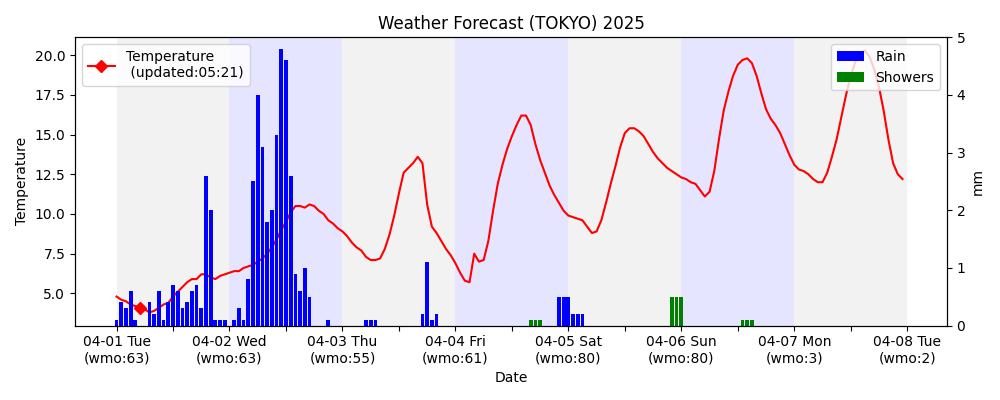 Weather Forecast (TOKYO) 2025
Temperature
(updated:05:21)
Rain
Showers
20.0
17.5
15.0
12.5
10.0
7.5
5.0
Temperature
5
4
3
2
1
0
mm
04-01 Tue
(wmo:63)
04-02 Wed
(wmo:63)
04-03 Thu
(wmo:55)
04-04 Fri
(wmo:61)
04-05 Sat
(wmo:80)
04-06 Sun
(wmo:80)
04-07 Mon
(wmo:3)
04-08 Tue
(wmo:2)
Date